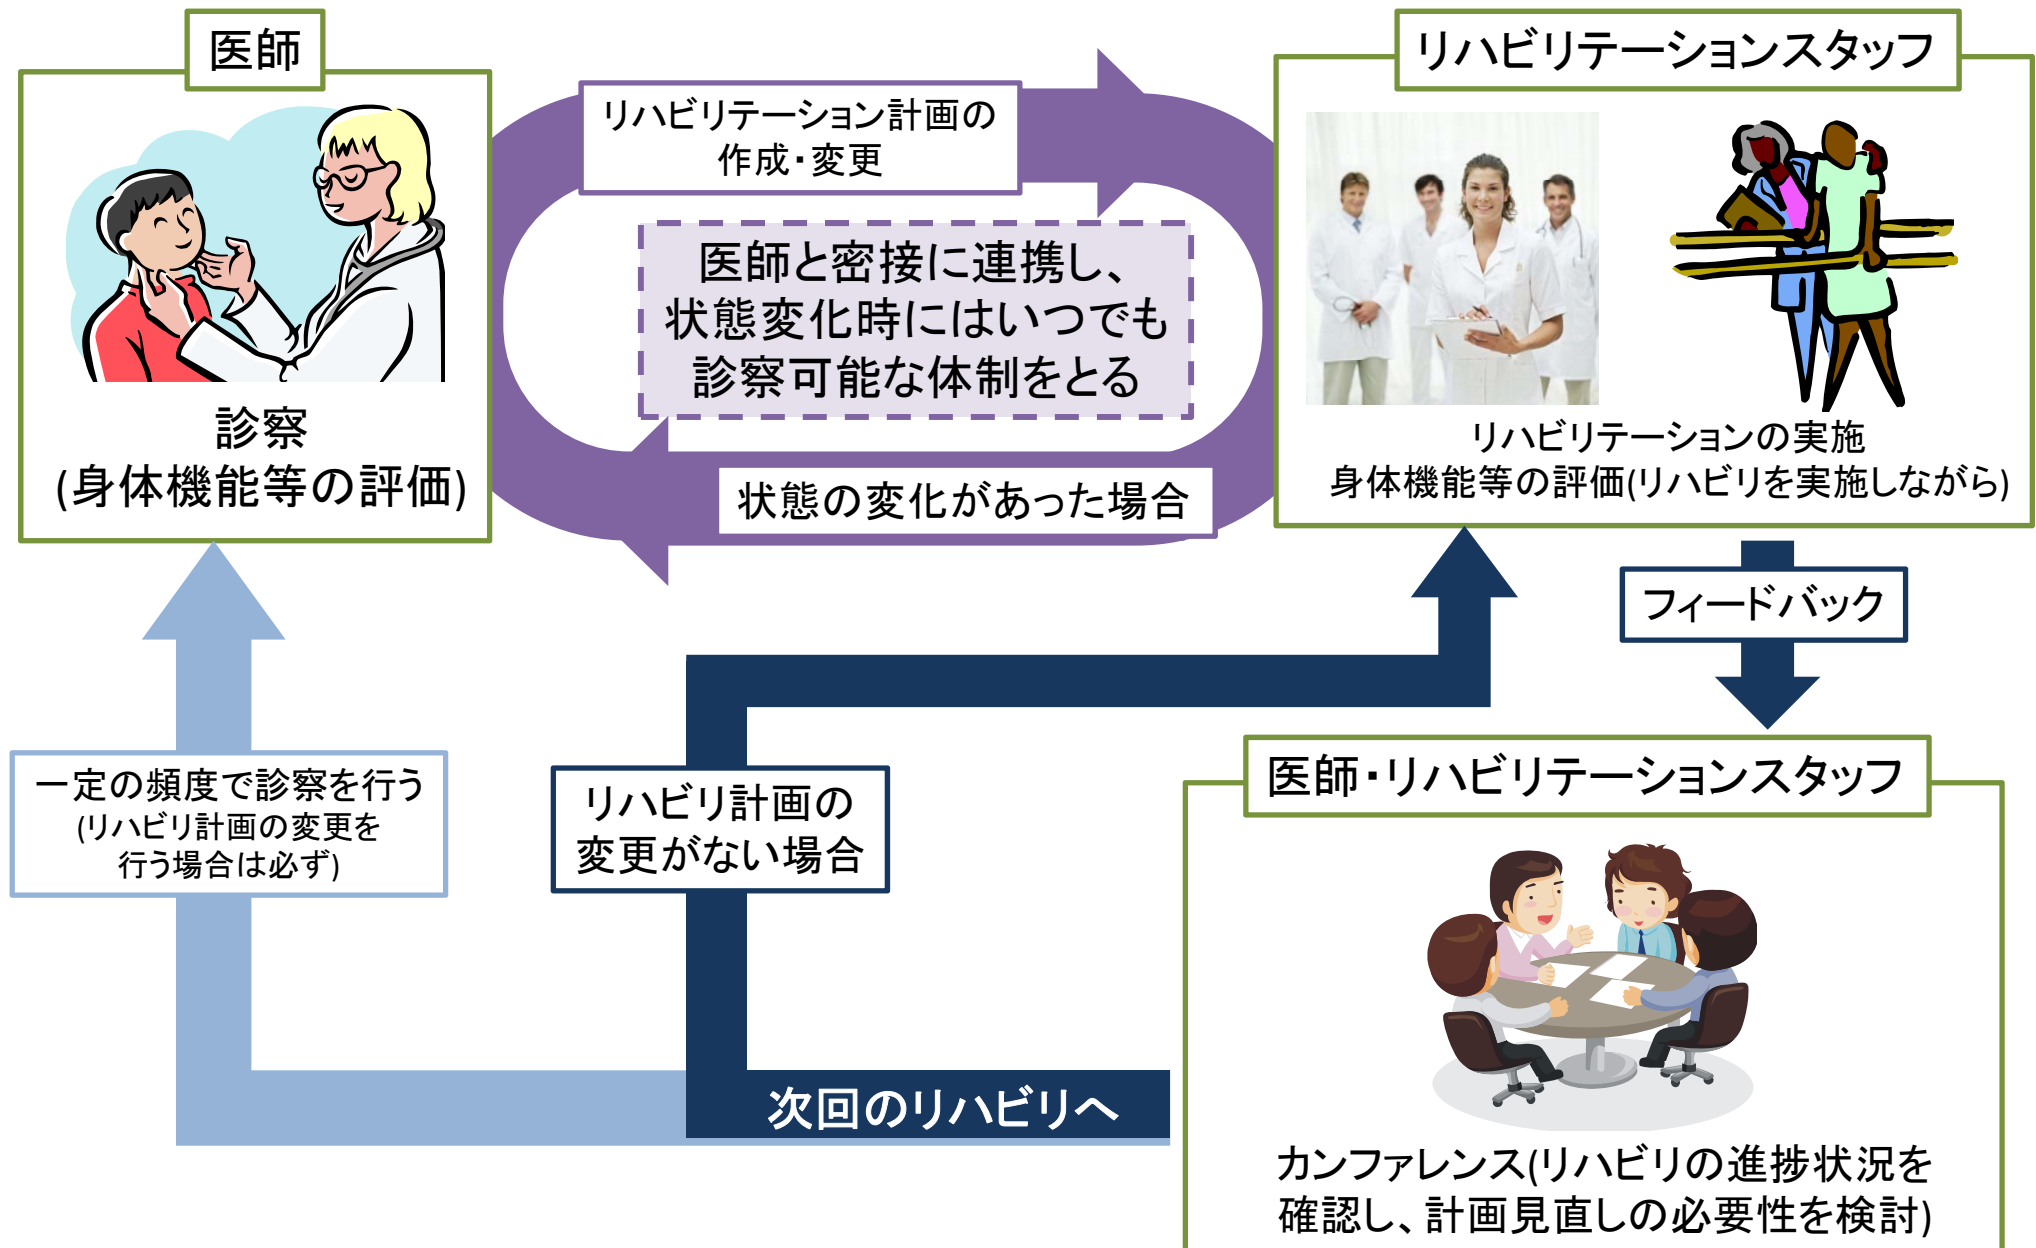 医師
診察
(身体機能等の評価)
リハビリテーション計画の
作成・変更
医師と密接に連携し、
状態変化時にはいつでも
診察可能な体制をとる
状態の変化があった場合
リハビリテーションスタッフ
リハビリテーションの実施
身体機能等の評価(リハビリを実施しながら)
フィードバック
一定の頻度で診察を行う
(リハビリ計画の変更を
行う場合は必ず)
リハビリ計画の
変更がない場合
次回のリハビリへ
医師・リハビリテーションスタッフ
カンファレンス(リハビリの進捗状況を
確認し、計画見直しの必要性を検討)